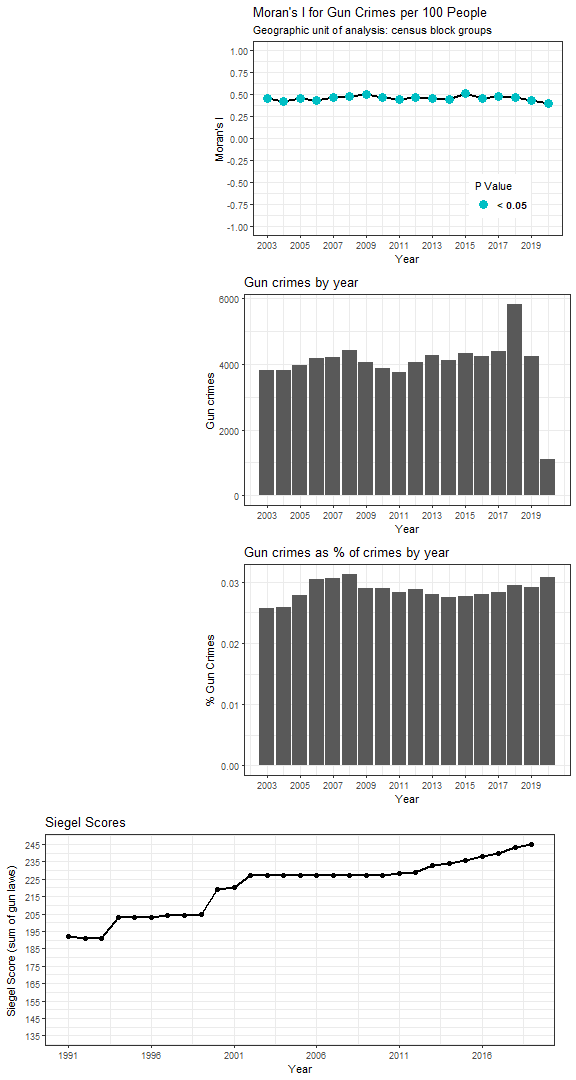 Moran's I for Gun Crimes per 100 People
Geographic unit of analysis: census block groups
1.00
0.75
0.50
0.25
0.00
-0.25
-0.50
-0.75
-1.00
Moran's I
P Value
< 0.05
2003 2005 2007 2009 2011 2013 2015 2017 2019
Year
Gun crimes by year
6000
4000
2000
0
Gun crimes
2003 2005 2007 2009 2011 2013 2015 2017 2019
Year
Gun crimes as % of crimes by year
0.03
0.02
0.01
0.00
% Gun Crimes
2003 2005 2007 2009 2011 2013 2015 2017 2019
Year
Siegel Scores
245
235
225
215
205
195
185
175
165
155
145
135
Siegel Score (sum of gun laws)
1991 1996 2001 2006 2011 2016
Year